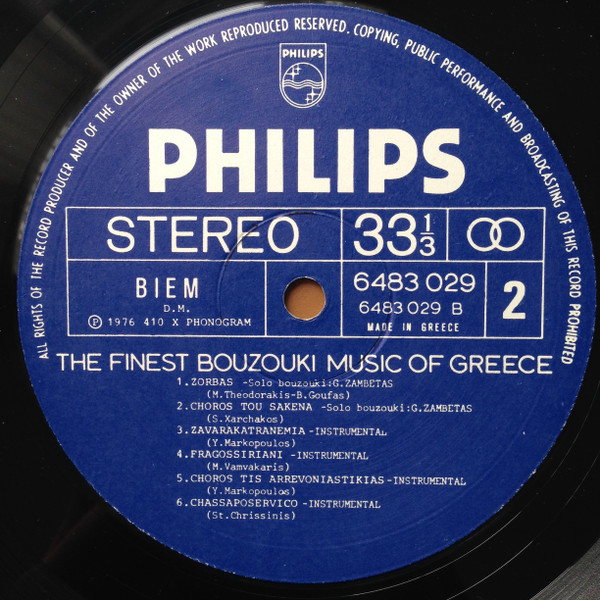 ALL RIGHTS OF THE RECORD PRODUCER AND OF THE OWNER OF THE WORK REPRODUCED RESERVED. COPYING, PUBLIC PERFORMANCE AND BROADCASTING OF THIS RECORD PROHIBITED
PHILIPS
PHILIPS
STEREO
33 1/3
BIEM
D.M.
Ⓟ 1976 410 X PHONOGRAM
6483 029
6483 029 B
MADE IN GREECE
2
THE FINEST BOUZOUKI MUSIC OF GREECE
1.ZORBAS -Solo bouzouki:G.ZAMBETAS
(M.Theodorakis-B.Goufas)
2.CHOROS TOU SAKENA -Solo bouzouki:G.ZAMBETAS
(S.Xarchakos)
3.ZAVARAKATRANEMIA -INSTRUMENTAL
(Y.Markopoulos)
4.FRAGOSSIRIANI -INSTRUMENTAL
(M.Vamvakaris)
5.CHOROS TIS ARREVONIASTIKIAS -INSTRUMENTAL
(Y.Markopoulos)
6.CHASSAPOSERVICO -INSTRUMENTAL
(St.Chrissinis)